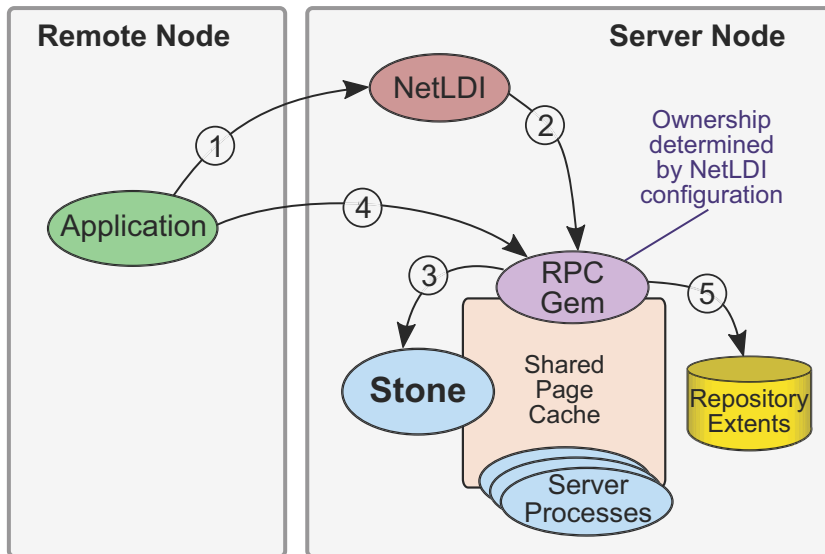 Remote Node
Server Node
NetLDI
1
2
Ownership
determined
by NetLDI
configuration
Application
4
RPC
Gem
3
5
Stone
Shared
Page
Cache
Repository
Extents
Server
Processes